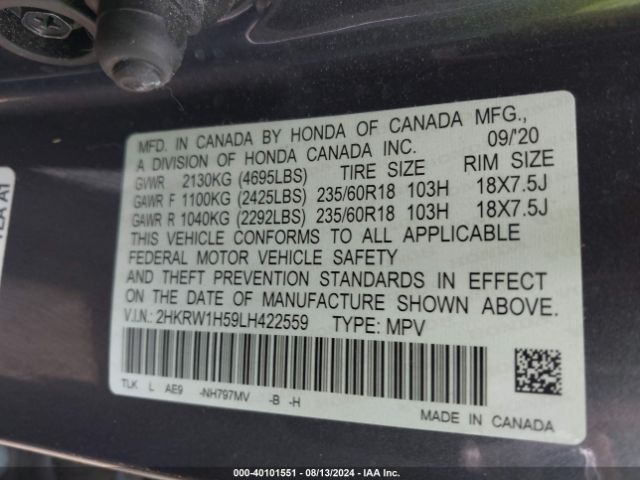 MFD. IN CANADA BY HONDA OF CANADA MFG.,
A DIVISION OF HONDA CANADA INC. 09/'20
GVWR 2130KG (4695LBS) TIRE SIZE RIM SIZE
GAWR F 1100KG (2425LBS) 235/60R18 103H 18X7.5J
GAWR R 1040KG (2292LBS) 235/60R18 103H 18X7.5J
THIS VEHICLE CONFORMS TO ALL APPLICABLE
FEDERAL MOTOR VEHICLE SAFETY
AND THEFT PREVENTION STANDARDS IN EFFECT
ON THE DATE OF MANUFACTURE SHOWN ABOVE.
V.I.N.: 2HKRW1H59LH422559 TYPE: MPV
TLK L AE9 -NH797MV -B -H
MADE IN CANADA
000-40101551 - 08/13/2024 - IAA Inc.